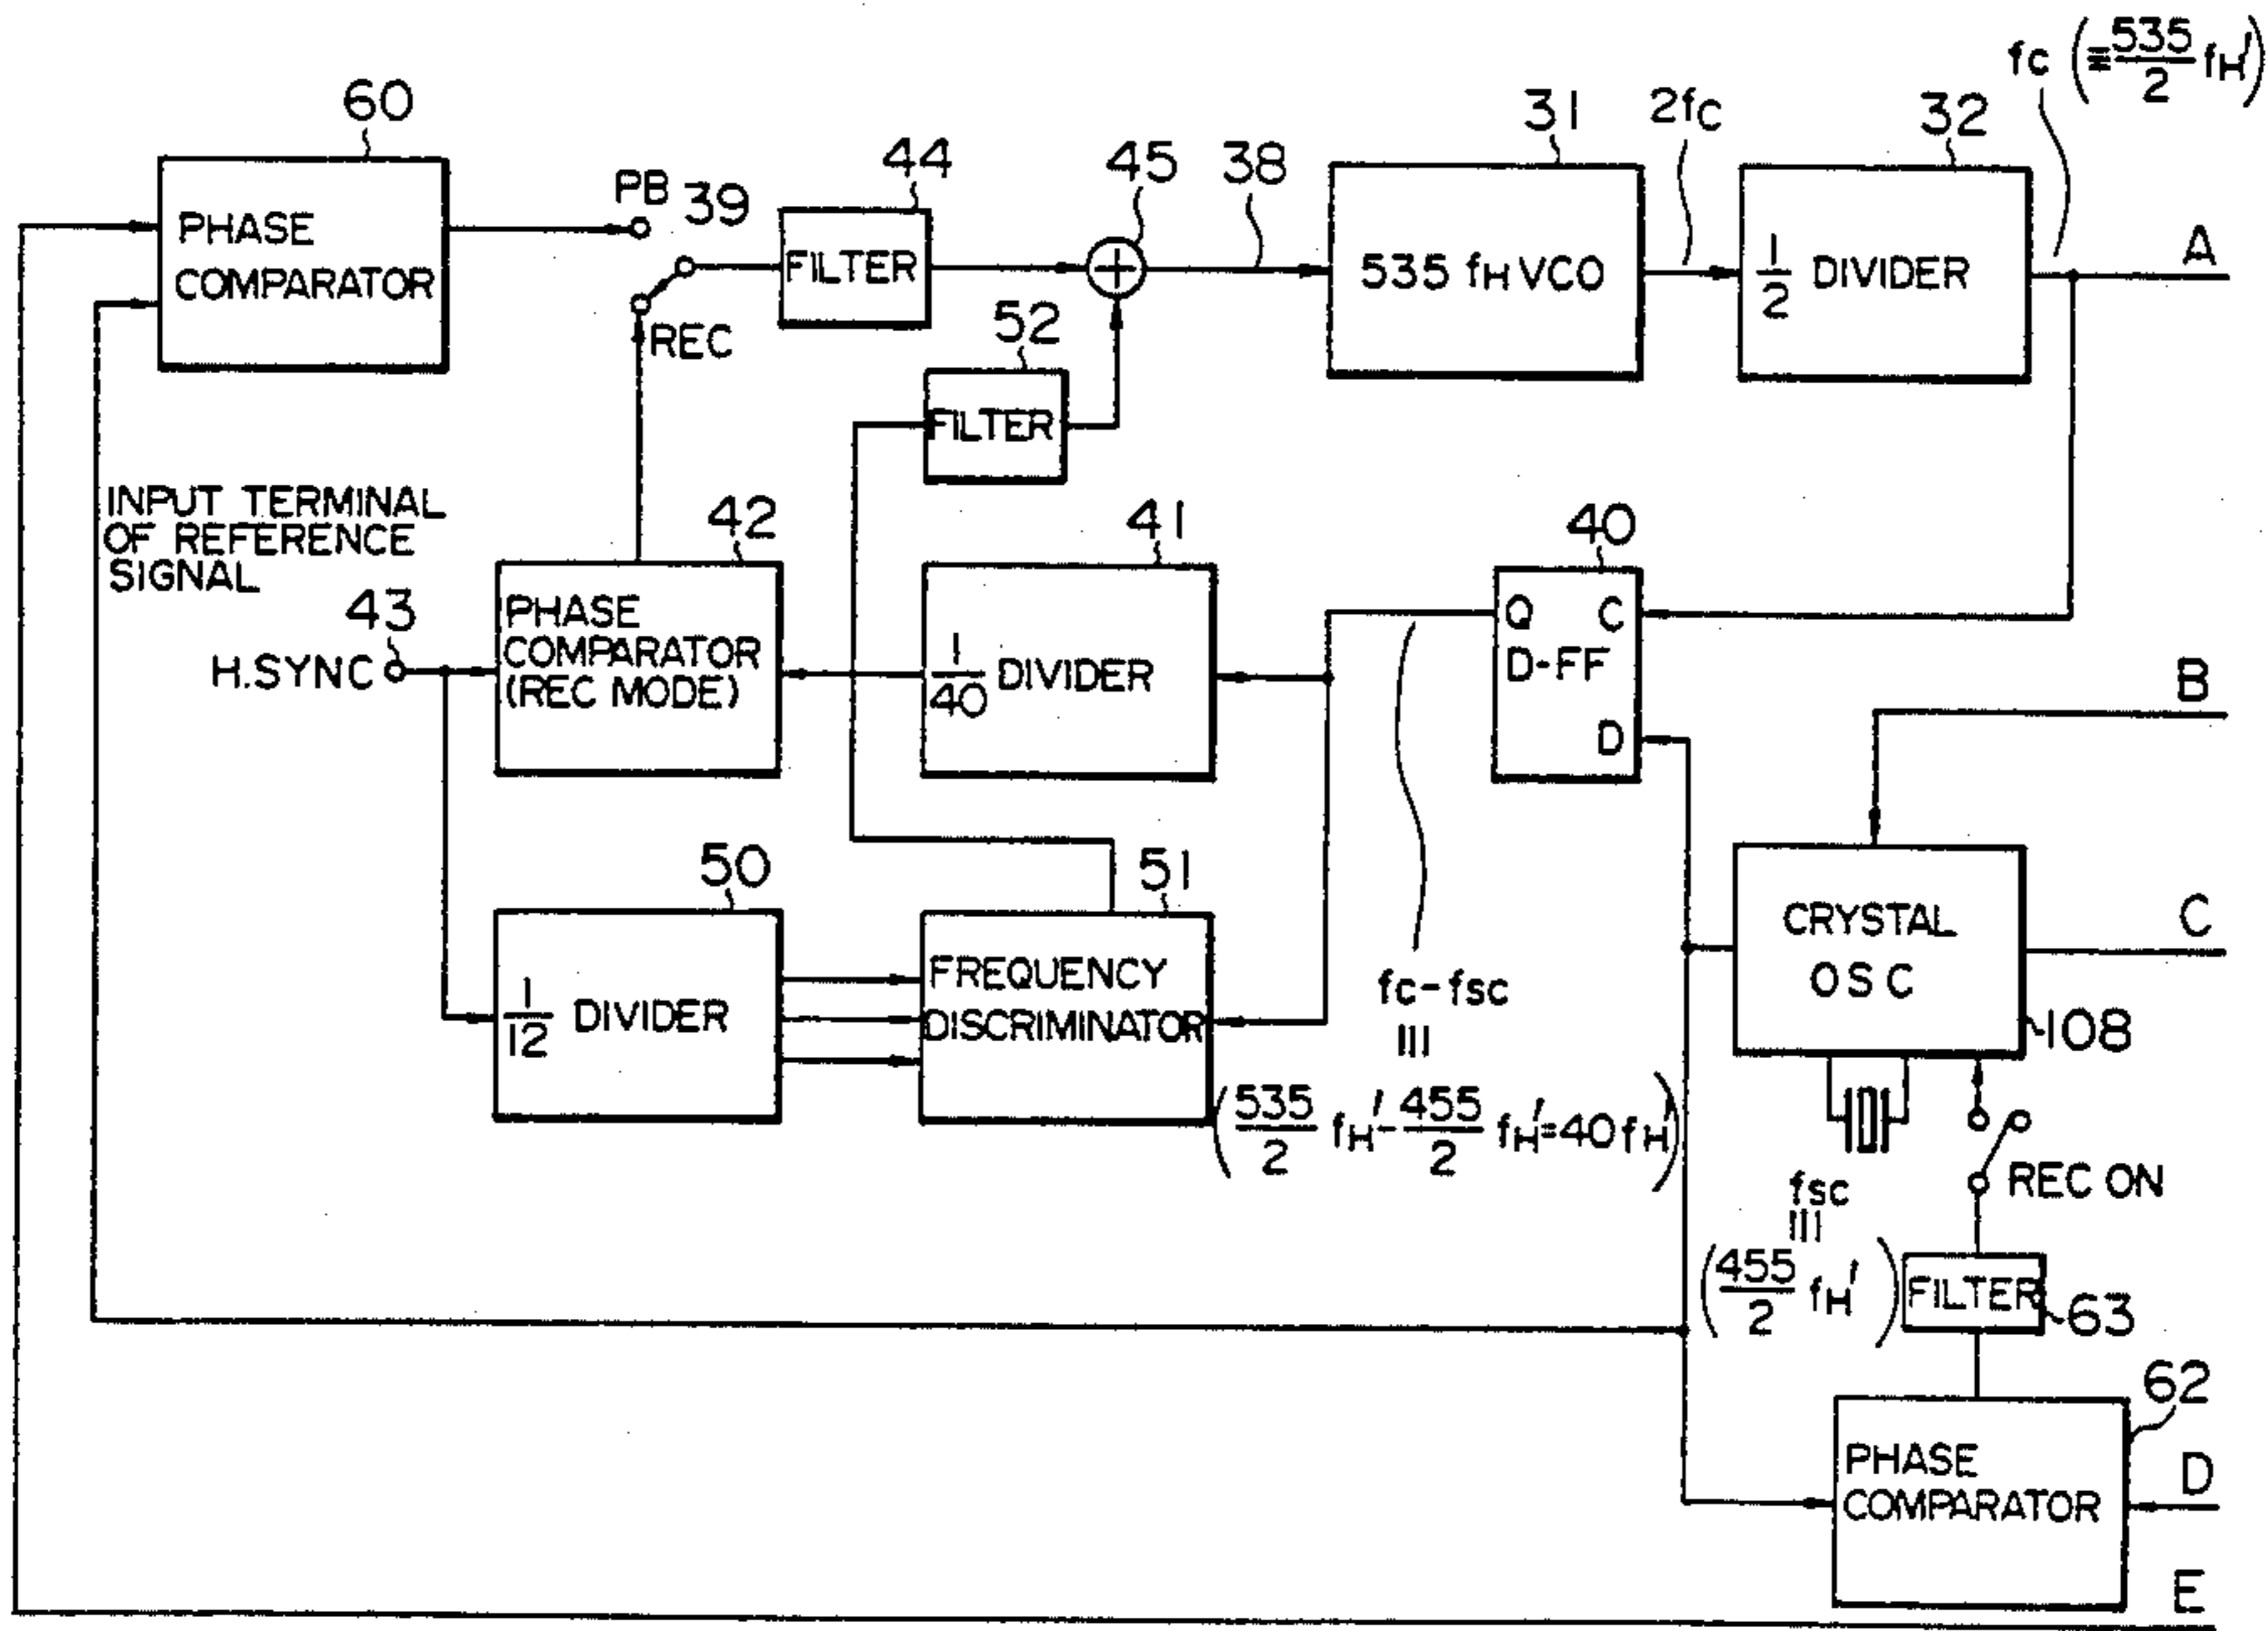 fc (≡535/2 fH')
60
PB
39
44
45
38
31
2fc
32
PHASE
COMPARATOR
FILTER
+
535 fH VCO
1/2 DIVIDER
A
REC
52
FILTER
INPUT TERMINAL
OF REFERENCE
SIGNAL
42
41
40
43
H.SYNC
PHASE
COMPARATOR
(REC MODE)
1/40 DIVIDER
Q C
D-FF
D
B
50
51
1/12 DIVIDER
FREQUENCY
DISCRIMINATOR
fc-fsc
|||
(535/2 fH'-455/2 fH'=40 fH')
CRYSTAL
OSC
C
108
REC ON
fsc
|||
(455/2 fH')
FILTER
63
62
PHASE
COMPARATOR
D
E